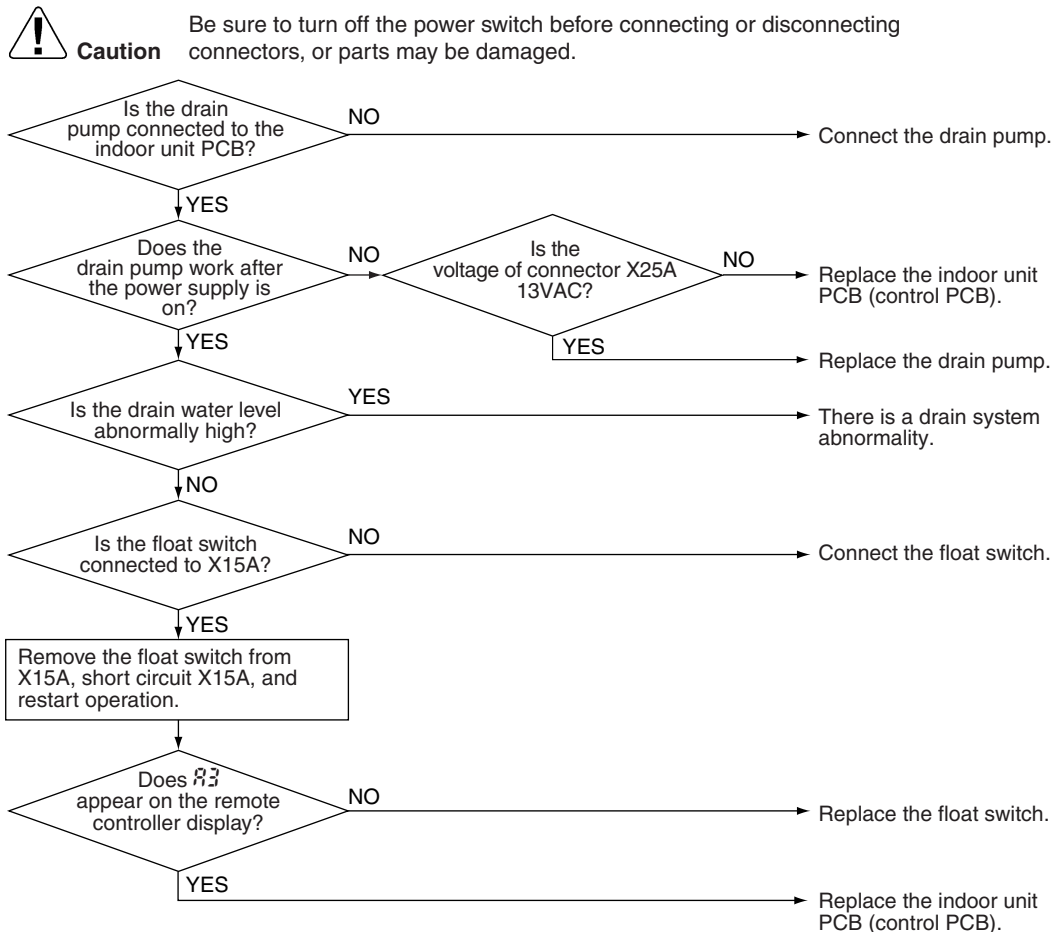 Be sure to turn off the power switch before connecting or disconnecting
Caution connectors, or parts may be damaged.
Is the drain
pump connected to the
indoor unit PCB?
NO
Connect the drain pump.
YES
Does the
drain pump work after
the power supply is
on?
NO
Is the
voltage of connector X25A
13VAC?
NO
Replace the indoor unit
PCB (control PCB).
YES
YES
Replace the drain pump.
Is the drain water level
abnormally high?
YES
There is a drain system
abnormality.
NO
Is the float switch
connected to X15A?
NO
Connect the float switch.
YES
Remove the float switch from
X15A, short circuit X15A, and
restart operation.
Does A3
appear on the remote
controller display?
NO
Replace the float switch.
YES
Replace the indoor unit
PCB (control PCB).